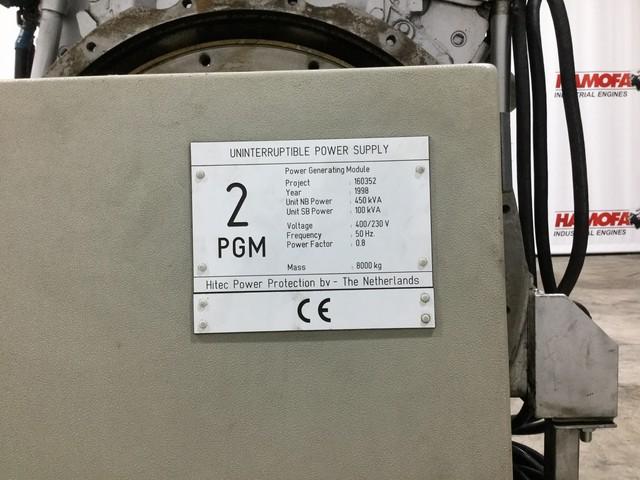 UNINTERRUPTIBLE POWER SUPPLY
2
PGM
Power Generating Module
Project : 160352
Year : 1998
Unit NB Power : 450 kVA
Unit SB Power : 100 kVA
Voltage : 400/230 V
Frequency : 50 Hz.
Power Factor : 0.8
Mass : 8000 kg
Hitec Power Protection bv - The Netherlands
CE
HAMOFA
INDUSTRIAL ENGINES
HAMOFA
INDUSTRIAL ENGINES